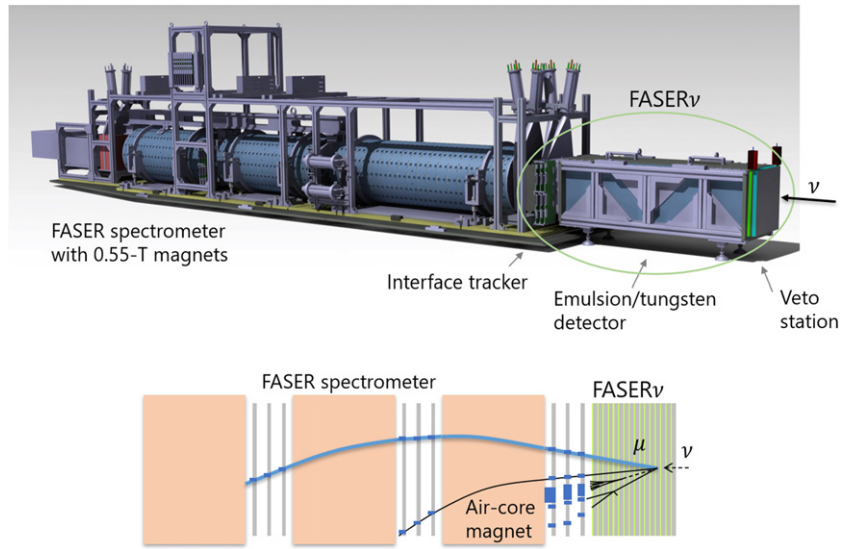 FASERν
ν
FASER spectrometer
with 0.55-T magnets
Interface tracker
Emulsion/tungsten
detector
Veto
station
FASER spectrometer
FASERν
μ
ν
Air-core
magnet